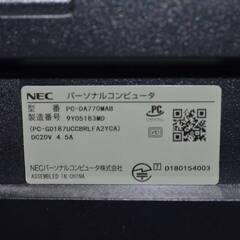 NEC パーソナルコンピュータ
型 番 PC-DA770MAB
製造番号 9Y05183MD
(PC-GD187UCCBRLFA2YCA)
DC20V 4.5A
PC
NECパーソナルコンピュータ株式会社
ASSEMBLED IN CHINA
T D180154003